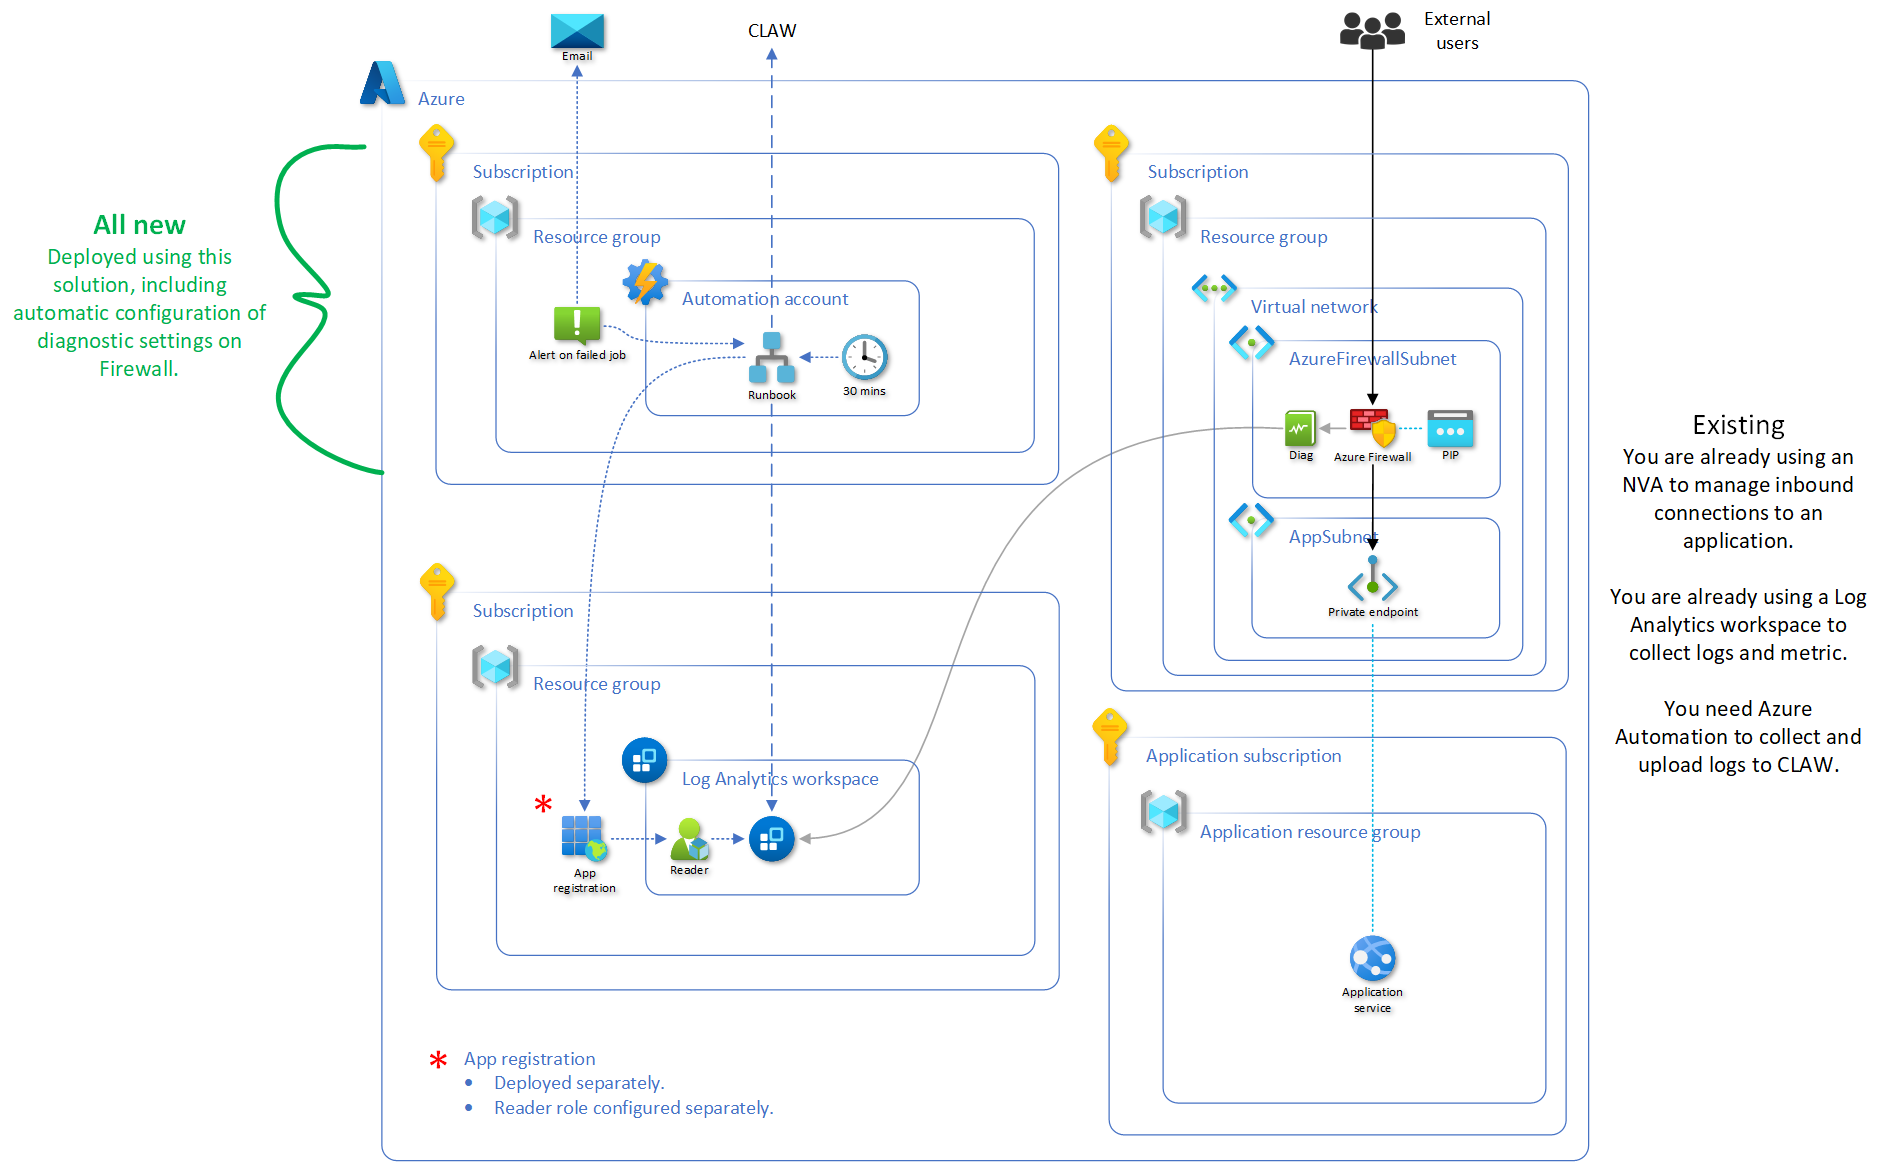 Email
CLAW
External
users
Azure
Subscription
Resource group
Automation account
Alert on failed job
Runbook
30 mins
All new
Deployed using this
solution, including
automatic configuration of
diagnostic settings on
Firewall.
Subscription
Resource group
Virtual network
AzureFirewallSubnet
Diag
Azure Firewall
PIP
AppSubnet
Private endpoint
Existing
You are already using an
NVA to manage inbound
connections to an
application.
You are already using a Log
Analytics workspace to
collect logs and metric.
You need Azure
Automation to collect and
upload logs to CLAW.
Subscription
Resource group
Log Analytics workspace
*
App
registration
Reader
Application subscription
Application resource group
Application
service
* App registration
• Deployed separately.
• Reader role configured separately.